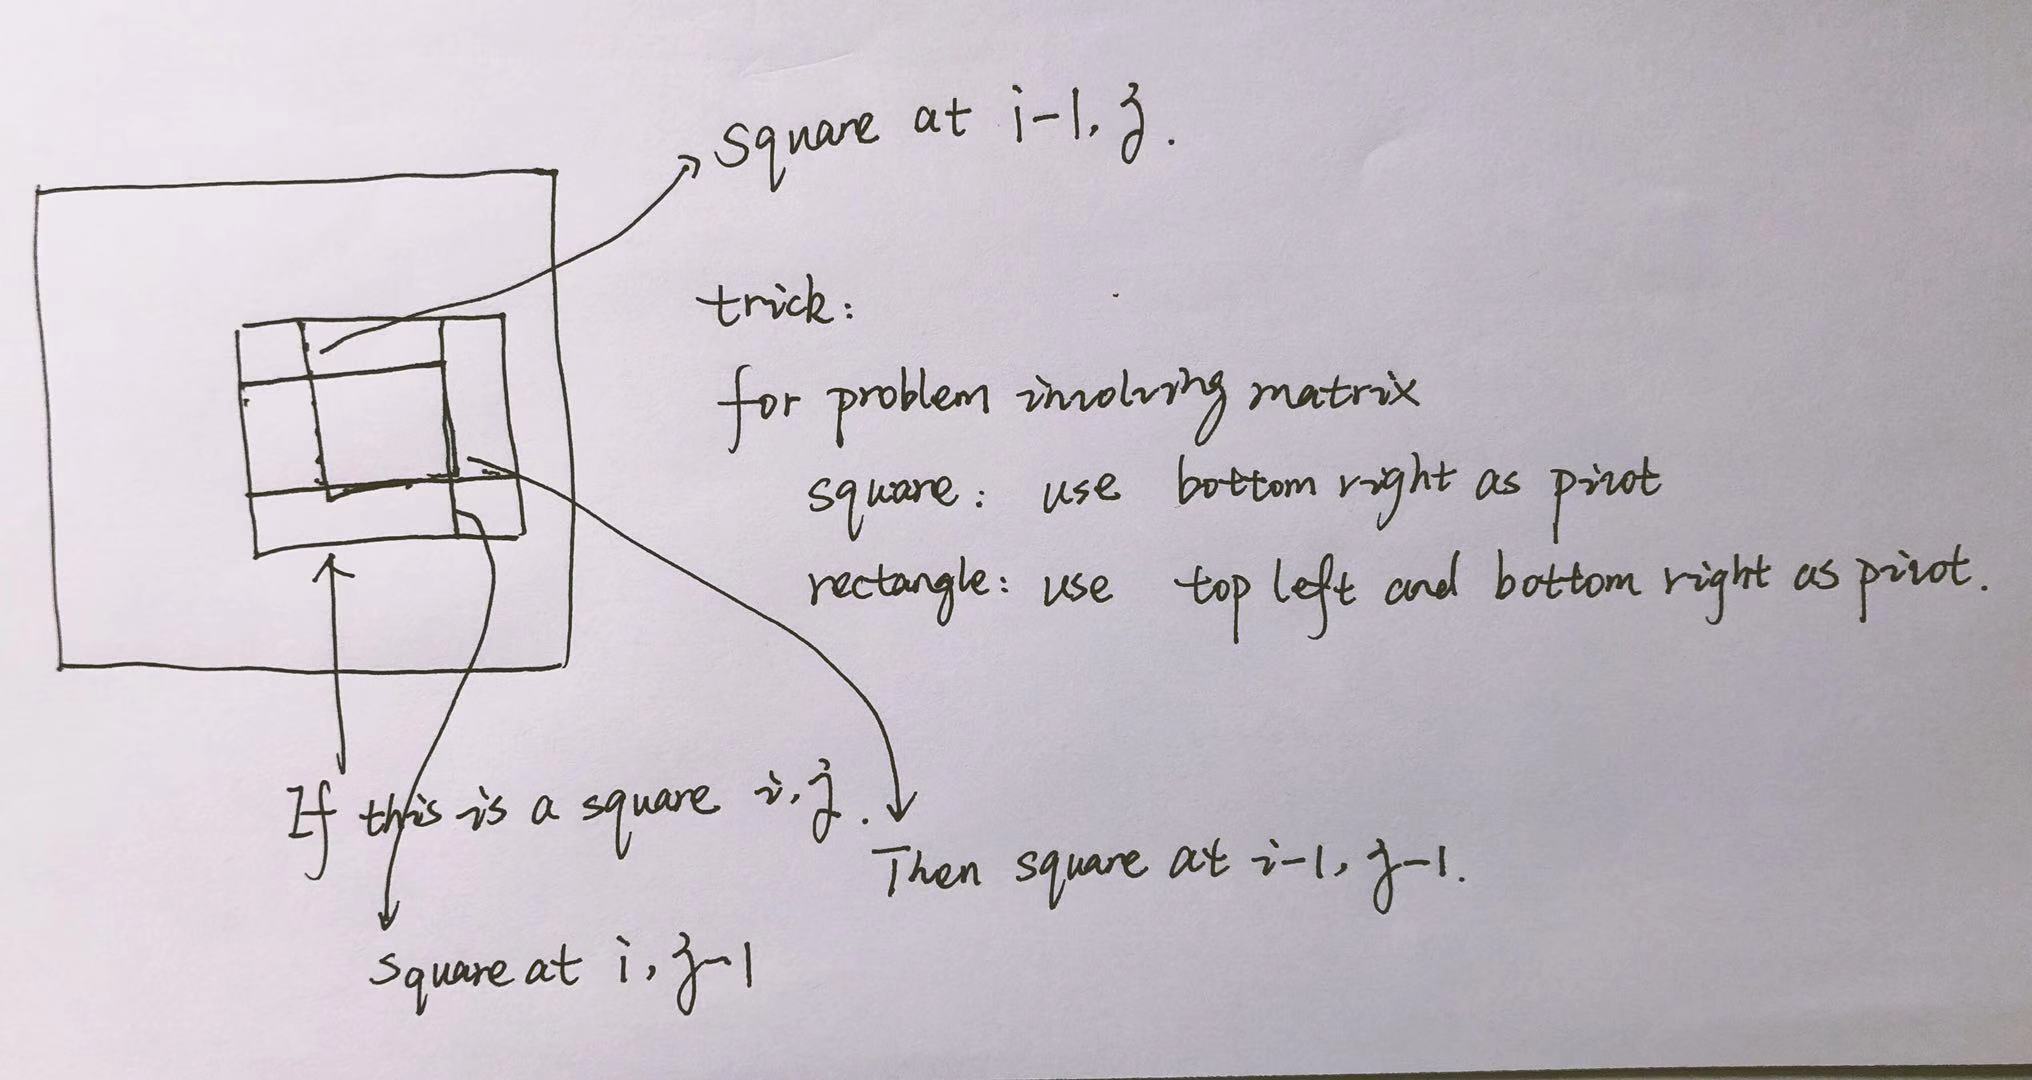 square at i-1, j.
trick:
for problem involving matrix
square: use bottom right as pivot
rectangle: use top left and bottom right as pivot.
If this is a square i, j.
Then square at i-1, j-1.
square at i, j-1